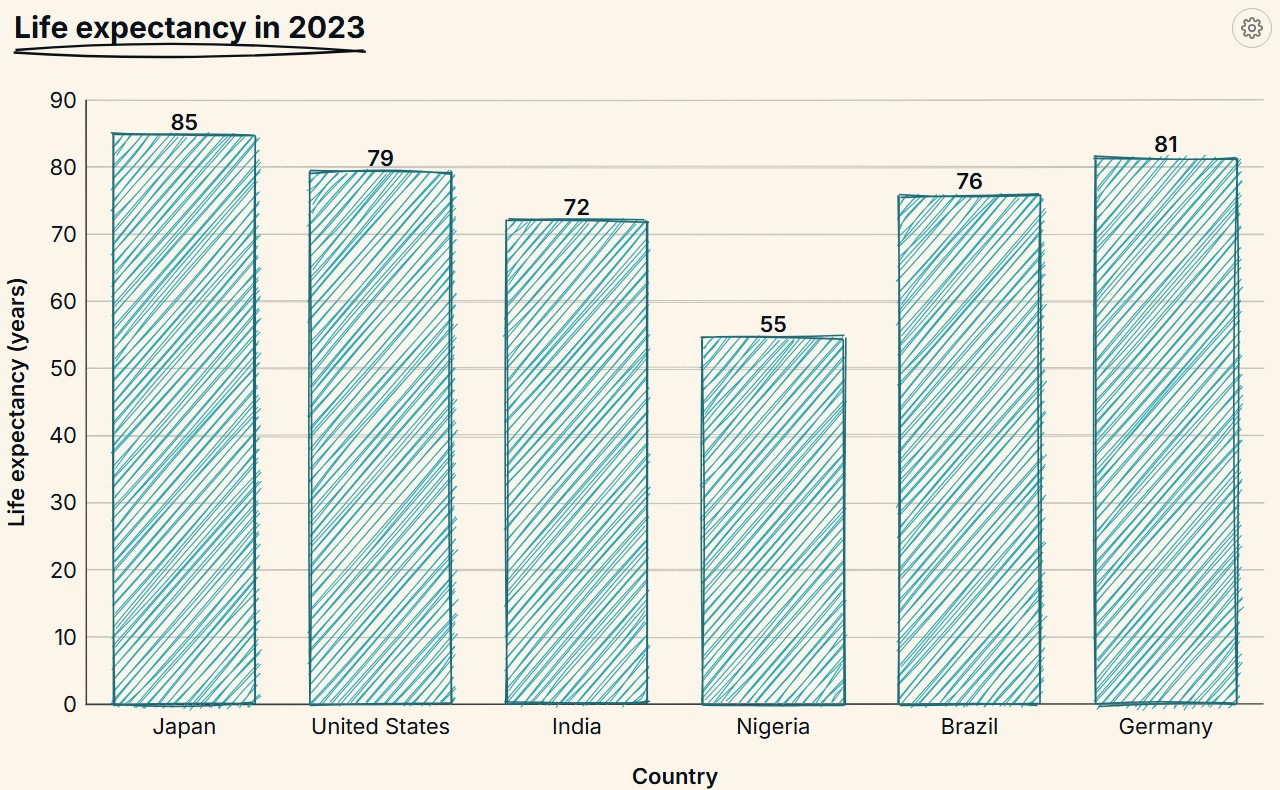 Life expectancy in 2023
Life expectancy (years)
90
80
70
60
50
40
30
20
10
0
85
79
72
55
76
81
Japan
United States
India
Nigeria
Brazil
Germany
Country